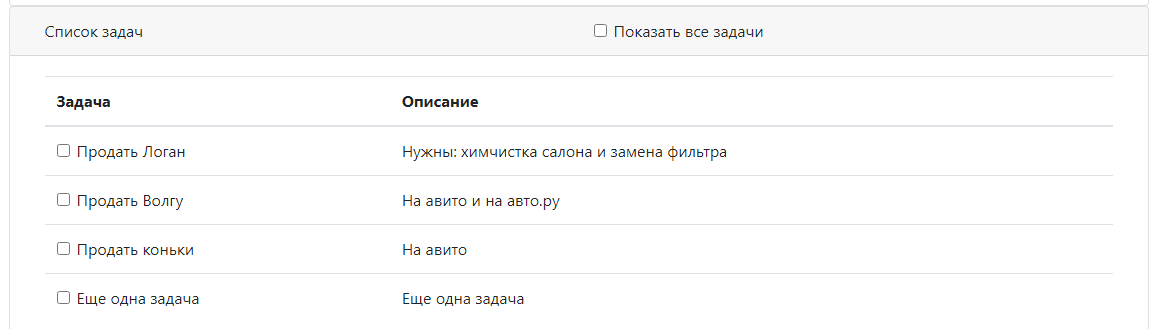 Список задач Показать все задачи
Задача Описание
Продать Логан Нужны: химчистка салона и замена фильтра
Продать Волгу На авито и на авто.ру
Продать коньки На авито
Еще одна задача Еще одна задача